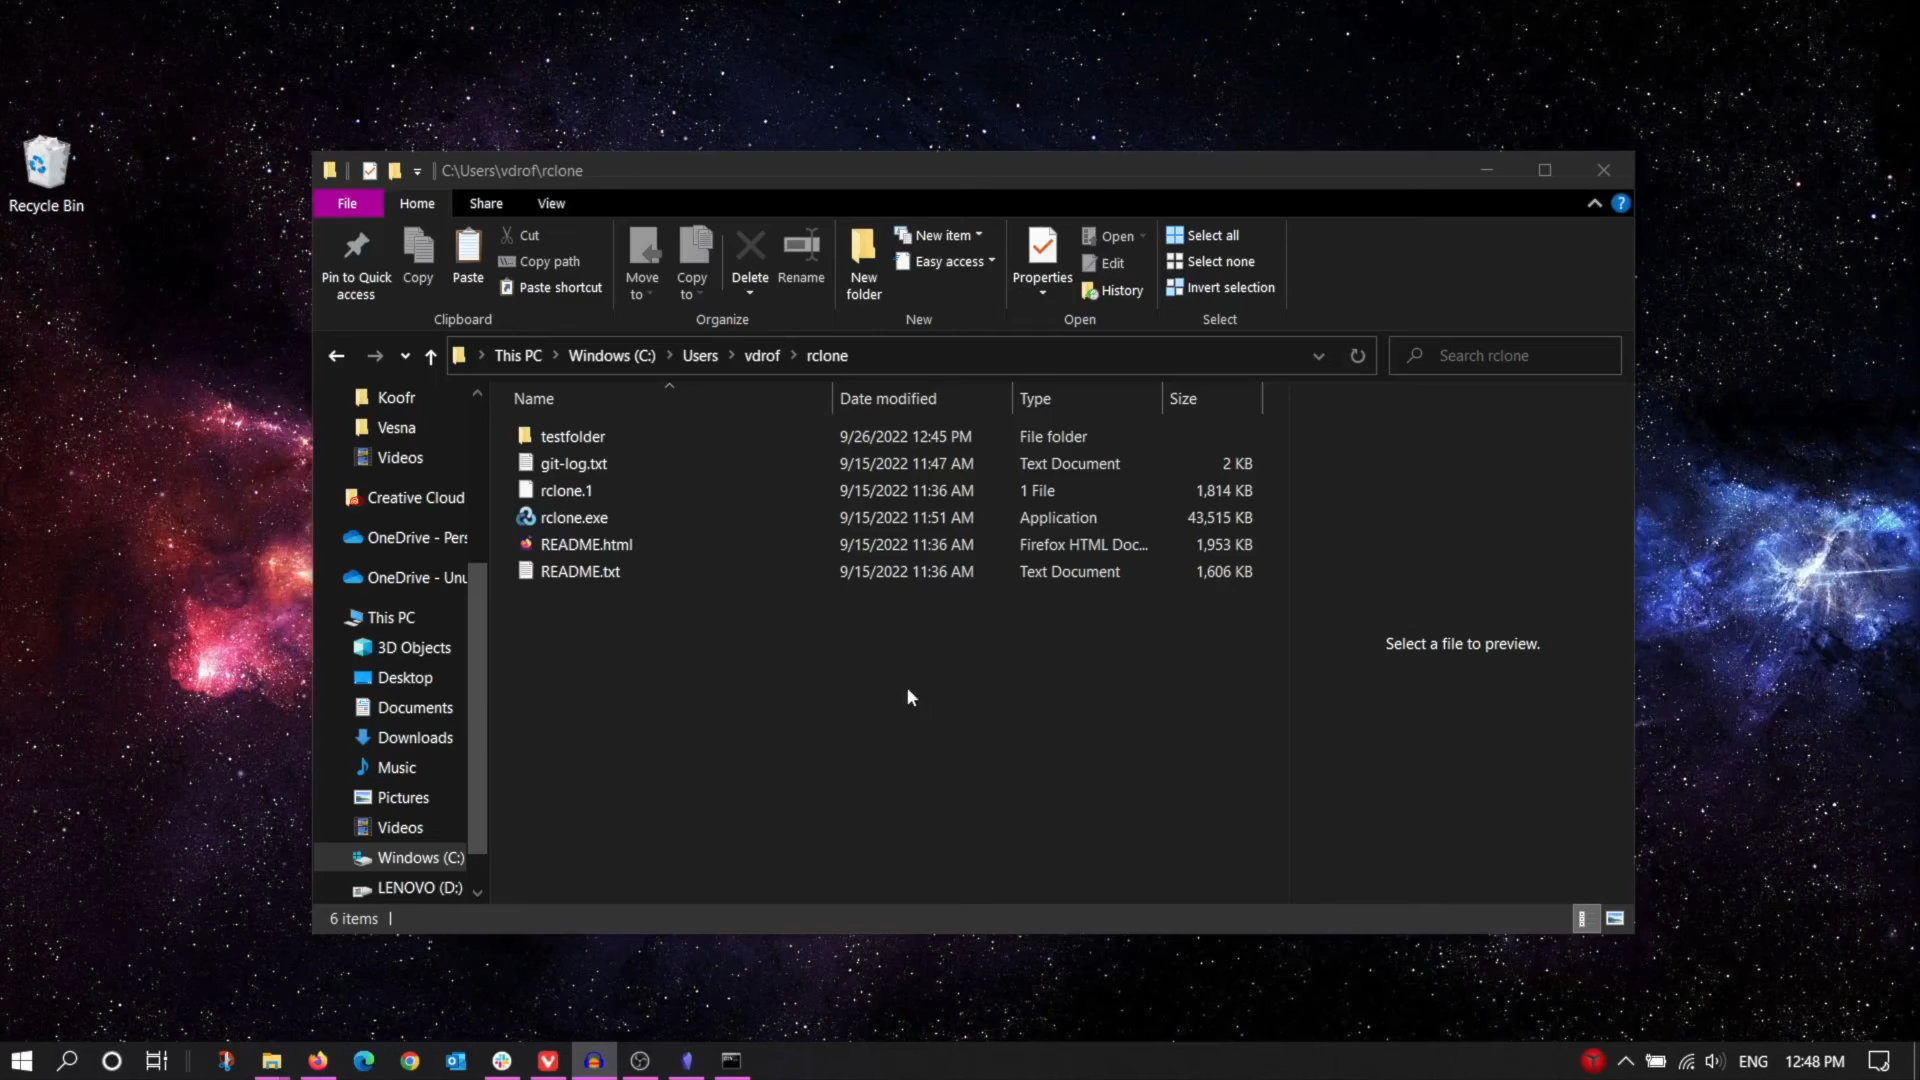 Recycle Bin
C:\Users\vdrof\rclone
File Home Share View
Pin to Quick access
Copy
Paste
Cut
Copy path
Paste shortcut
Clipboard
Move to
Copy to
Delete
Rename
Organize
New folder
New item
Easy access
New
Properties
Open
Edit
History
Open
Select all
Select none
Invert selection
Select
This PC Windows (C:) Users vdrof rclone
Search rclone
Koofr
Vesna
Videos
Creative Cloud
OneDrive - Pers
OneDrive - Unu
This PC
3D Objects
Desktop
Documents
Downloads
Music
Pictures
Videos
Windows (C:)
LENOVO (D:)
Name Date modified Type Size
testfolder 9/26/2022 12:45 PM File folder
git-log.txt 9/15/2022 11:47 AM Text Document 2 KB
rclone.1 9/15/2022 11:36 AM 1 File 1,814 KB
rclone.exe 9/15/2022 11:51 AM Application 43,515 KB
README.html 9/15/2022 11:36 AM Firefox HTML Doc... 1,953 KB
README.txt 9/15/2022 11:36 AM Text Document 1,606 KB
Select a file to preview.
6 items
ENG 12:48 PM